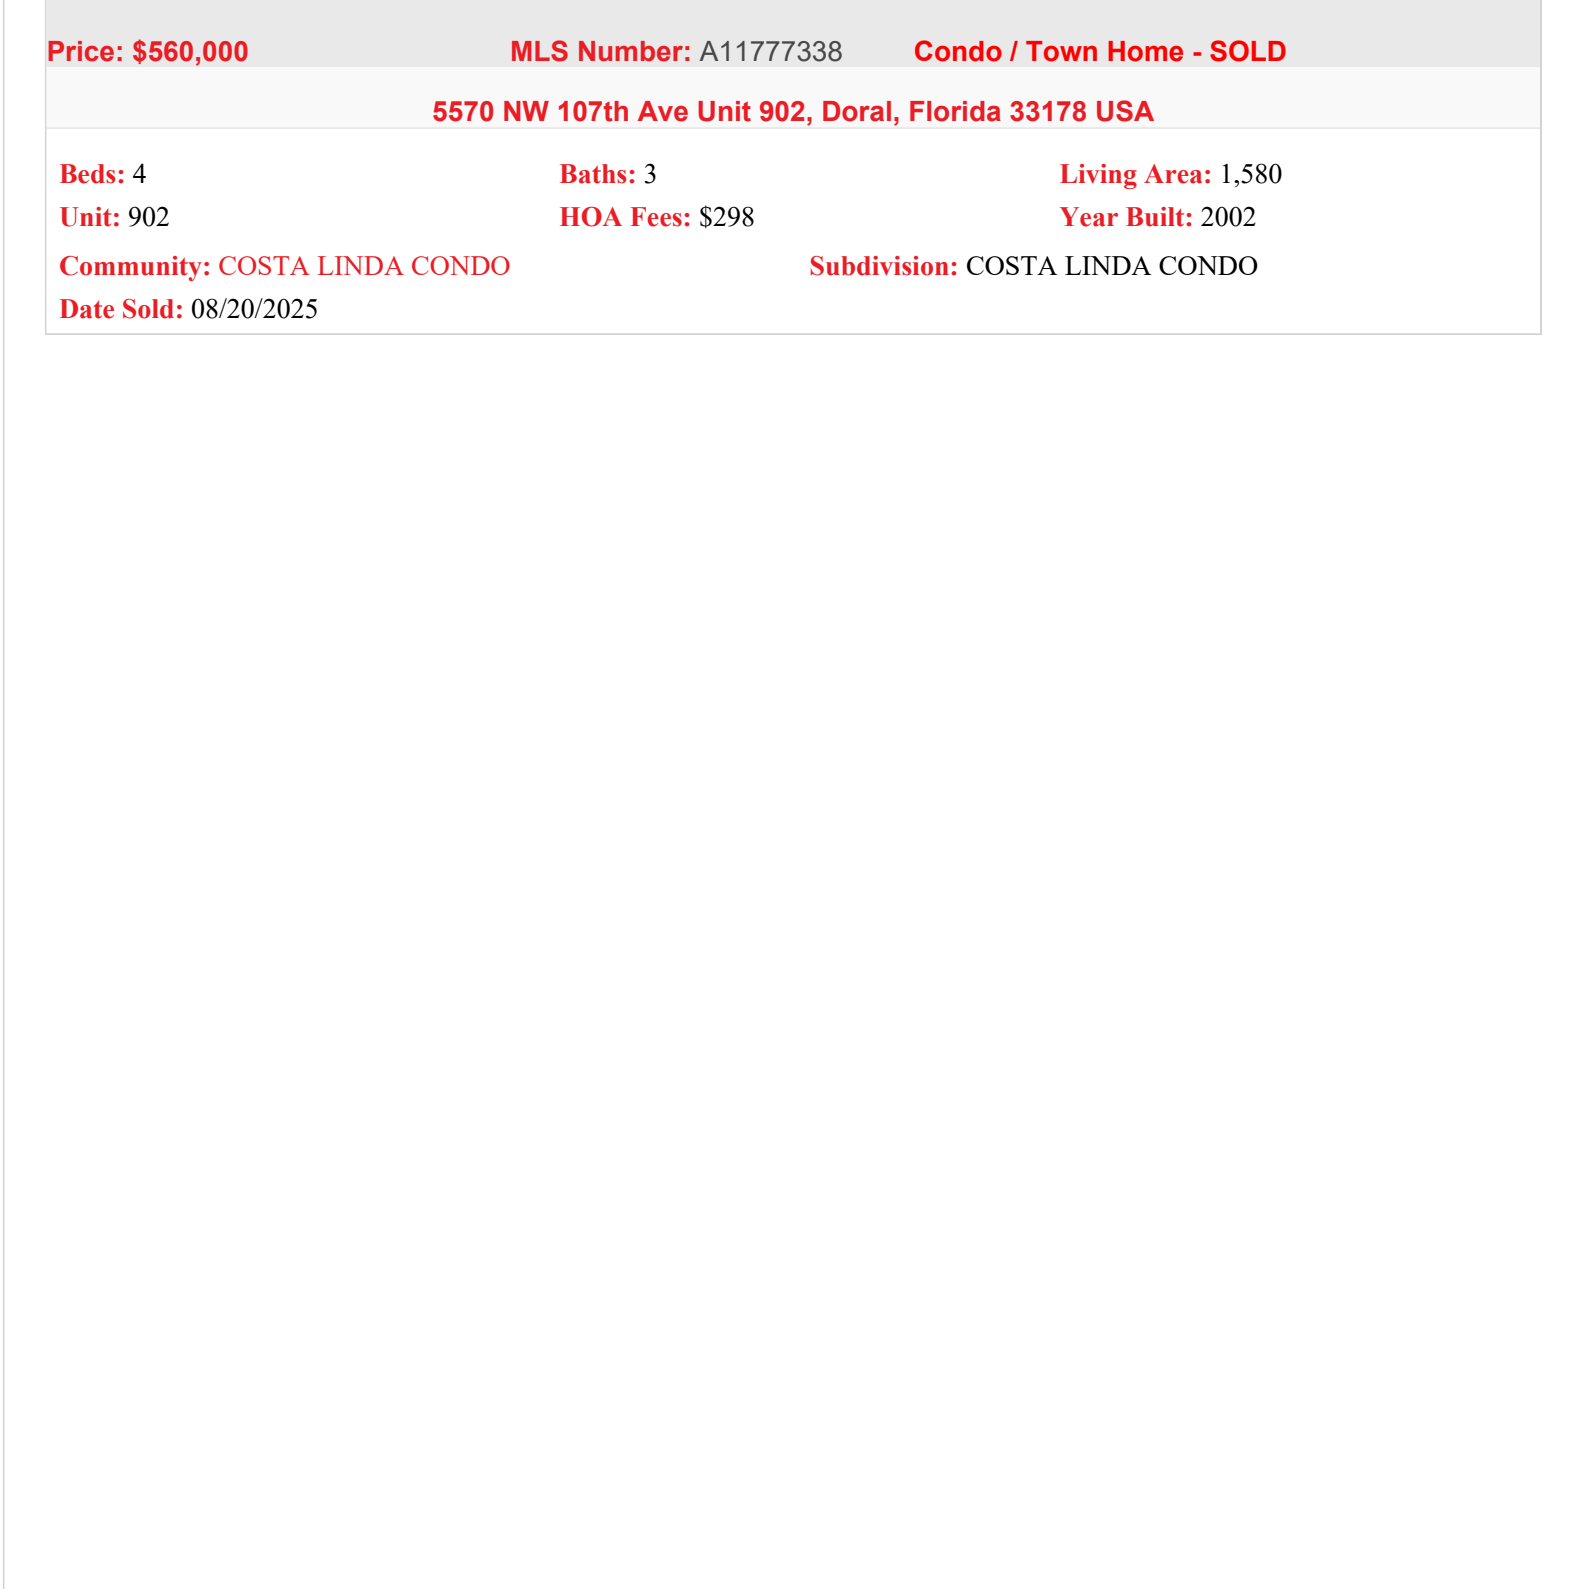 Price: $560,000 MLS Number: A11777338 Condo / Town Home - SOLD
5570 NW 107th Ave Unit 902, Doral, Florida 33178 USA
Beds: 4 Baths: 3 Living Area: 1,580
Unit: 902 HOA Fees: $298 Year Built: 2002
Community: COSTA LINDA CONDO Subdivision: COSTA LINDA CONDO
Date Sold: 08/20/2025